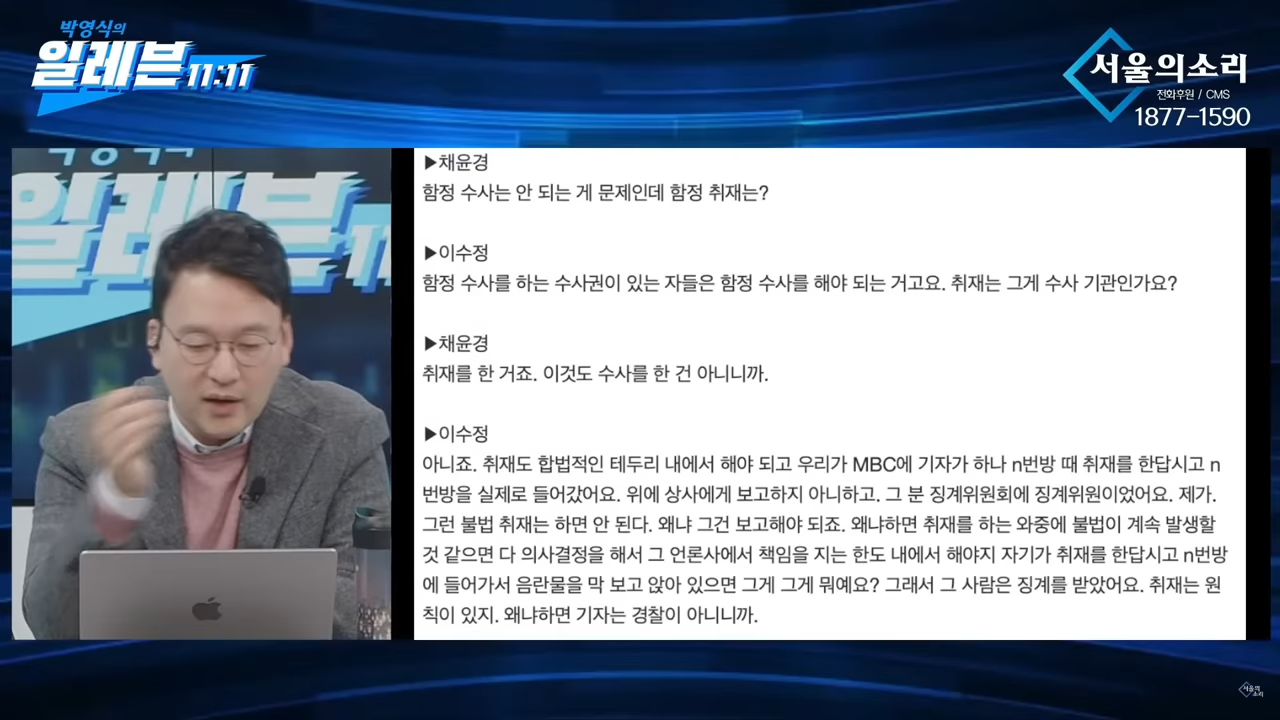 박영식의
일레븐 11:11
서울의소리
전화후원 / CMS
1877-1590
박영식의
일레븐 11
▶채윤경
함정 수사는 안 되는 게 문제인데 함정 취재는?
▶이수정
함정 수사를 하는 수사권이 있는 자들은 함정 수사를 해야 되는 거고요. 취재는 그게 수사 기관인가요?
▶채윤경
취재를 한 거죠. 이것도 수사를 한 건 아니니까.
▶이수정
아니죠. 취재도 합법적인 테두리 내에서 해야 되고 우리가 MBC에 기자가 하나 n번방 때 취재를 한답시고 n
번방을 실제로 들어갔어요. 위에 상사에게 보고하지 아니하고. 그 분 징계위원회에 징계위원이었어요. 제가.
그런 불법 취재는 하면 안 된다. 왜냐 그건 보고해야 되죠. 왜냐하면 취재를 하는 와중에 불법이 계속 발생할
것 같으면 다 의사결정을 해서 그 언론사에서 책임을 지는 한도 내에서 해야지 자기가 취재를 한답시고 n번방
에 들어가서 음란물을 막 보고 앉아 있으면 그게 그게 뭐예요? 그래서 그 사람은 징계를 받았어요. 취재는 원
칙이 있지. 왜냐하면 기자는 경찰이 아니니까.
서울의
소리